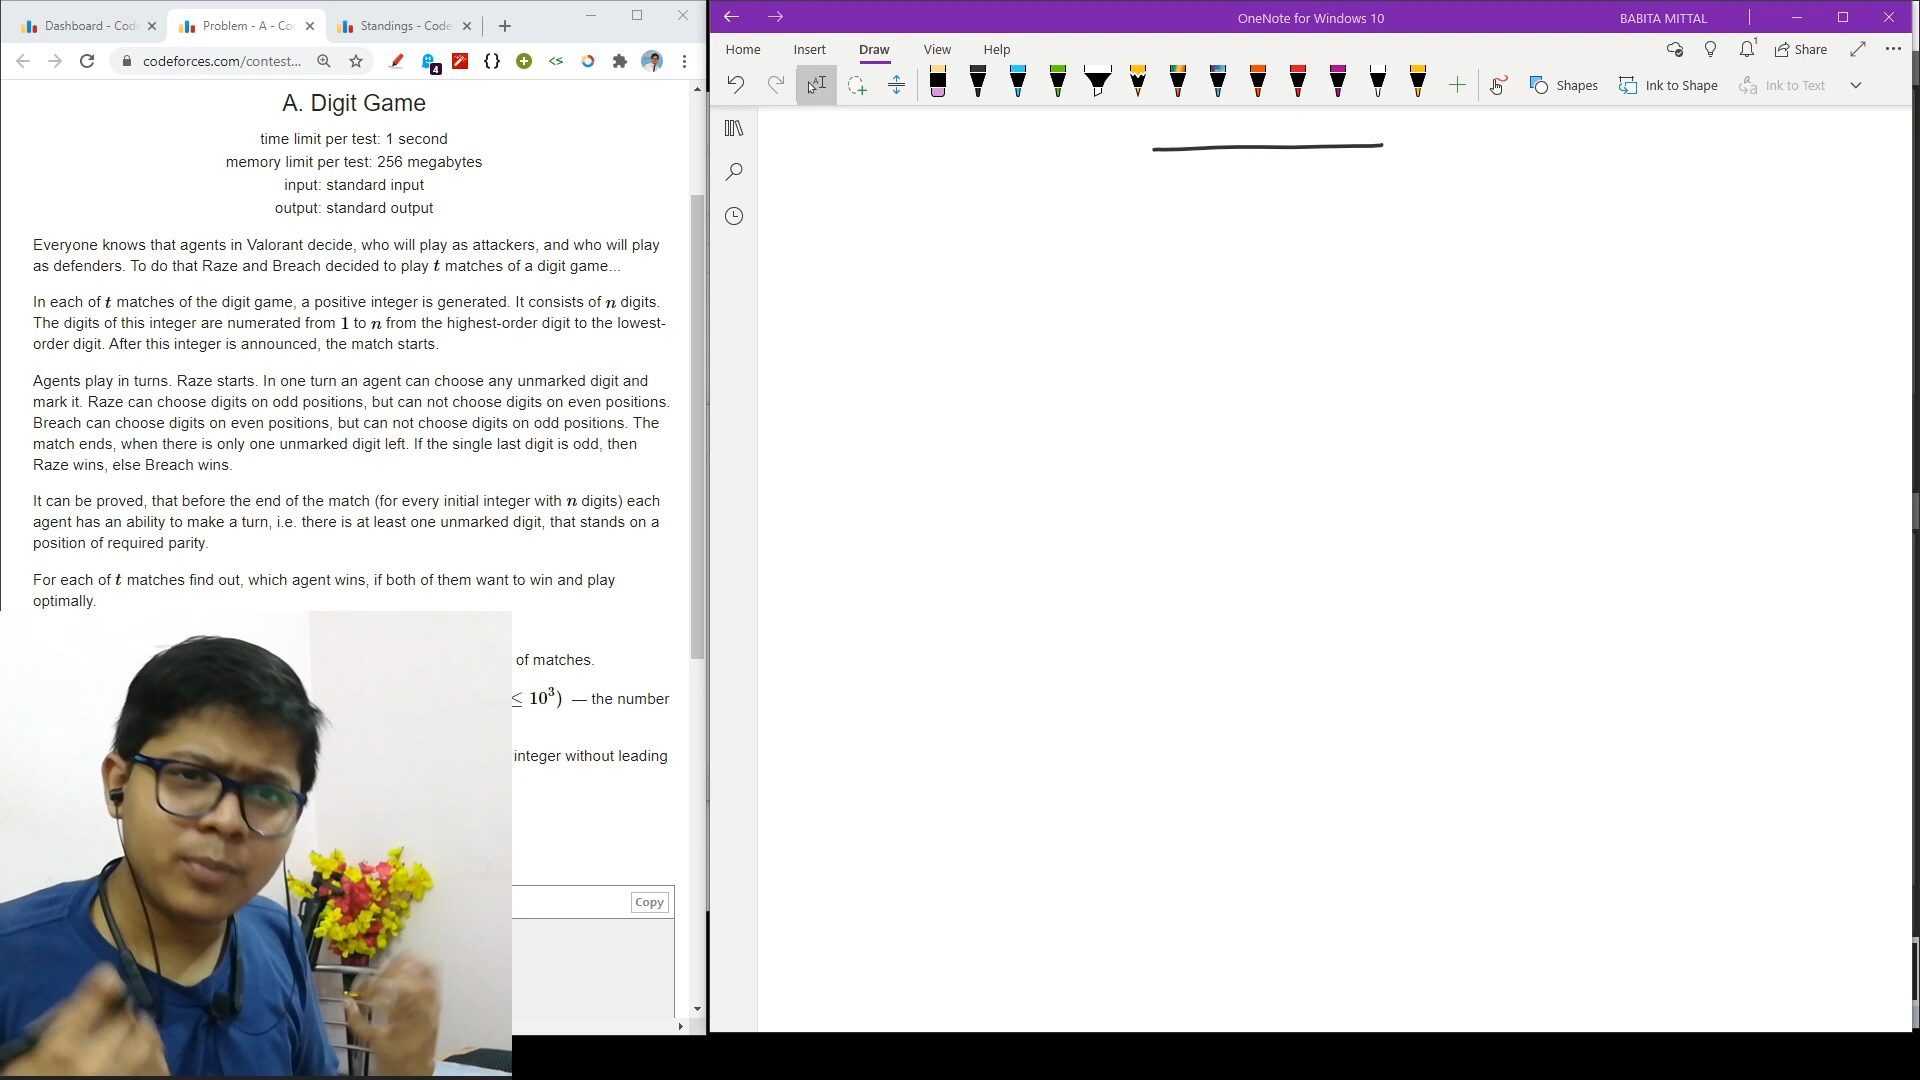 Dashboard - Code
Problem - A - Co
Standings - Code
codeforces.com/contest...
4
A. Digit Game
time limit per test: 1 second
memory limit per test: 256 megabytes
input: standard input
output: standard output
Everyone knows that agents in Valorant decide, who will play as attackers, and who will play
as defenders. To do that Raze and Breach decided to play t matches of a digit game...
In each of t matches of the digit game, a positive integer is generated. It consists of n digits.
The digits of this integer are numerated from 1 to n from the highest-order digit to the lowest-
order digit. After this integer is announced, the match starts.
Agents play in turns. Raze starts. In one turn an agent can choose any unmarked digit and
mark it. Raze can choose digits on odd positions, but can not choose digits on even positions.
Breach can choose digits on even positions, but can not choose digits on odd positions. The
match ends, when there is only one unmarked digit left. If the single last digit is odd, then
Raze wins, else Breach wins.
It can be proved, that before the end of the match (for every initial integer with n digits) each
agent has an ability to make a turn, i.e. there is at least one unmarked digit, that stands on a
position of required parity.
For each of t matches find out, which agent wins, if both of them want to win and play
optimally.
of matches.
≤ 10³) — the number
integer without leading
Copy
OneNote for Windows 10
BABITA MITTAL
Home Insert Draw View Help
1
Share
Shapes
Ink to Shape
Ink to Text